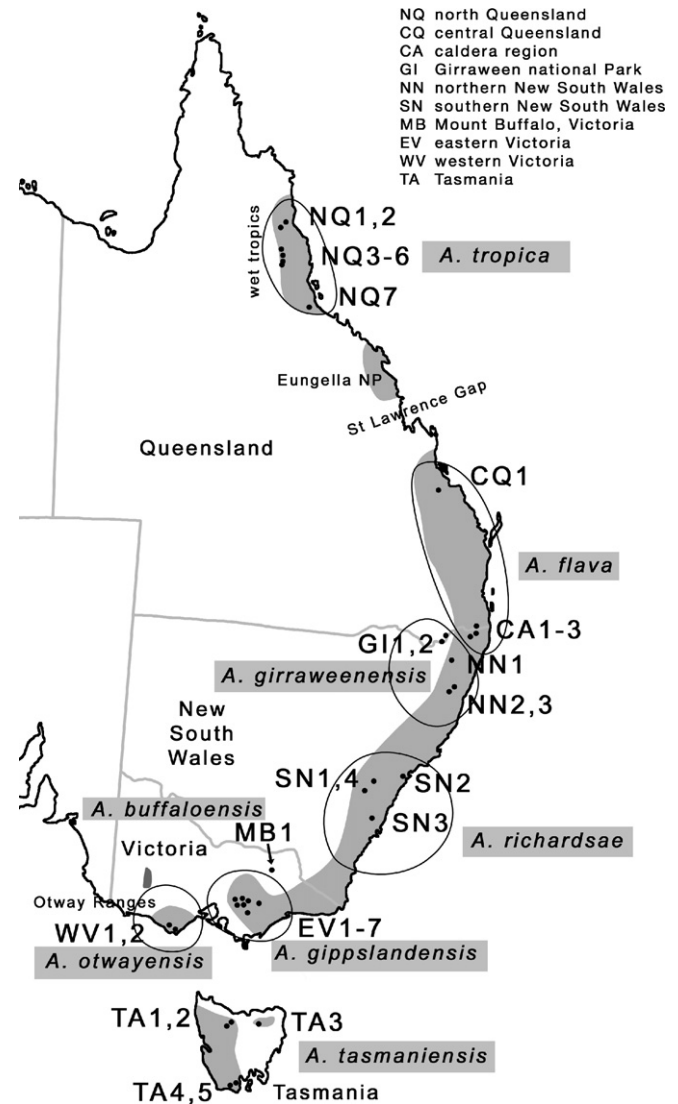 NQ north Queensland
CQ central Queensland
CA caldera region
GI Girraween national Park
NN northern New South Wales
SN southern New South Wales
MB Mount Buffalo, Victoria
EV eastern Victoria
WV western Victoria
TA Tasmania
NQ1,2
wet tropics
NQ3-6
A. tropica
NQ7
Eungella NP
St Lawrence Gap
Queensland
CQ1
A. flava
CA1-3
GI1,2
NN1
A. girraweenensis
NN2,3
New
South
Wales
SN1,4
SN2
A. buffaloensis
SN3
MB1
A. richardsae
Victoria
Otway Ranges
WV1,2
EV1-7
A. otwayensis
A. gippslandensis
TA1,2
TA3
A. tasmaniensis
TA4,5
Tasmania